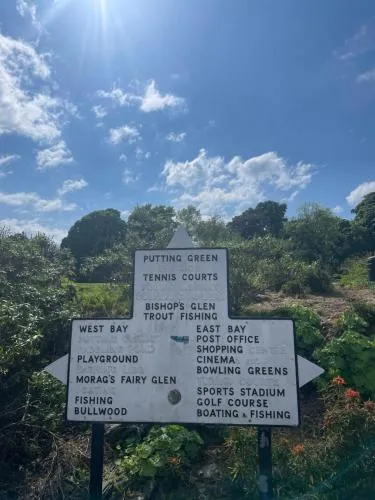 PUTTING GREEN
TENNIS COURTS
BISHOP'S GLEN
TROUT FISHING
WEST BAY
PLAYGROUND
MORAG'S FAIRY GLEN
FISHING
BULLWOOD
EAST BAY
POST OFFICE
SHOPPING CENTRE
CINEMA
BOWLING GREENS
SPORTS STADIUM
GOLF COURSE
BOATING & FISHING